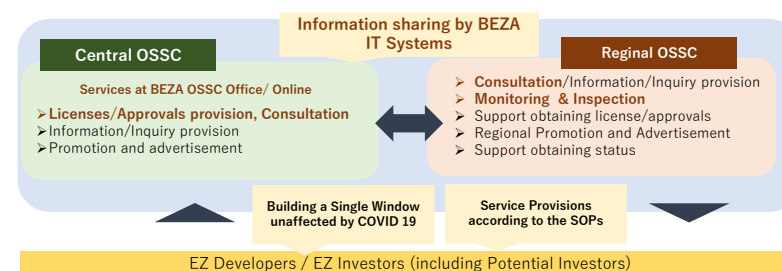 Information sharing by BEZA
IT Systems
Central OSSC
Services at BEZA OSSC Office/ Online
➢Licenses/Approvals provision, Consultation
➢Information/Inquiry provision
➢Promotion and advertisement
Reginal OSSC
➢ Consultation/Information/Inquiry provision
➢ Monitoring & Inspection
➢ Support obtaining license/approvals
➢ Regional Promotion and Advertisement
➢ Support obtaining status
Building a Single Window
unaffected by COVID 19
Service Provisions
according to the SOPs
EZ Developers / EZ Investors (including Potential Investors)